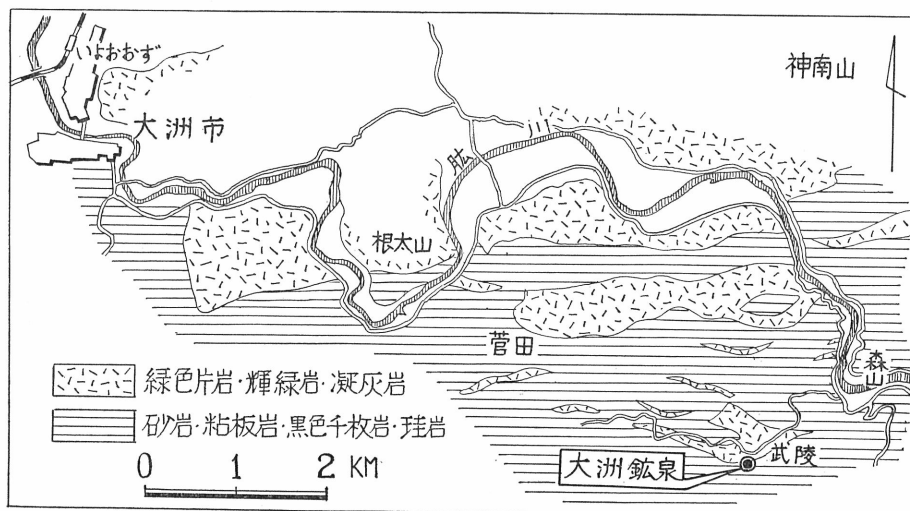 いよおおず
大洲市
神南山
肱川
根太山
菅田
森山
武陵
大洲鉱泉
緑色片岩・輝緑岩・凝灰岩
砂岩・粘板岩・黒色千枚岩・珪岩
0 1 2 KM